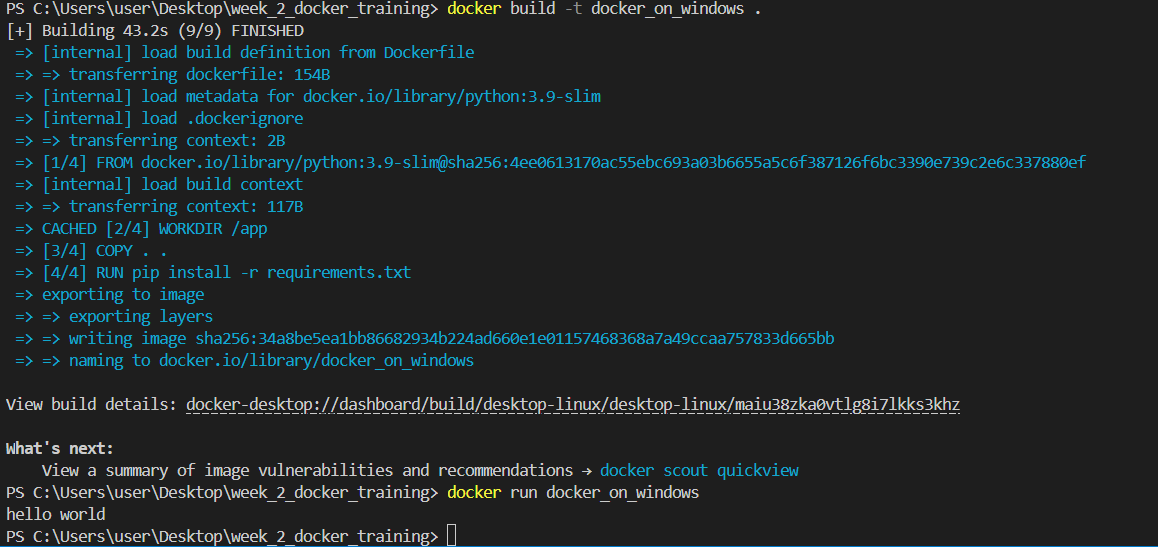 PS C:\Users\user\Desktop\week_2_docker_training> docker build -t docker_on_windows .
[+] Building 43.2s (9/9) FINISHED
=> [internal] load build definition from Dockerfile
=> => transferring dockerfile: 154B
=> [internal] load metadata for docker.io/library/python:3.9-slim
=> [internal] load .dockerignore
=> => transferring context: 2B
=> [1/4] FROM docker.io/library/python:3.9-slim@sha256:4ee0613170ac55ebc693a03b6655a5c6f387126f6bc3390e739c2e6c337880ef
=> [internal] load build context
=> => transferring context: 117B
=> CACHED [2/4] WORKDIR /app
=> [3/4] COPY . .
=> [4/4] RUN pip install -r requirements.txt
=> exporting to image
=> => exporting layers
=> => writing image sha256:34a8be5ea1bb86682934b224ad660e1e01157468368a7a49ccaa757833d665bb
=> => naming to docker.io/library/docker_on_windows
View build details: docker-desktop://dashboard/build/desktop-linux/desktop-linux/maiu38zka0vtlg8i7lkks3khz
What's next:
View a summary of image vulnerabilities and recommendations → docker scout quickview
PS C:\Users\user\Desktop\week_2_docker_training> docker run docker_on_windows
hello world
PS C:\Users\user\Desktop\week_2_docker_training>